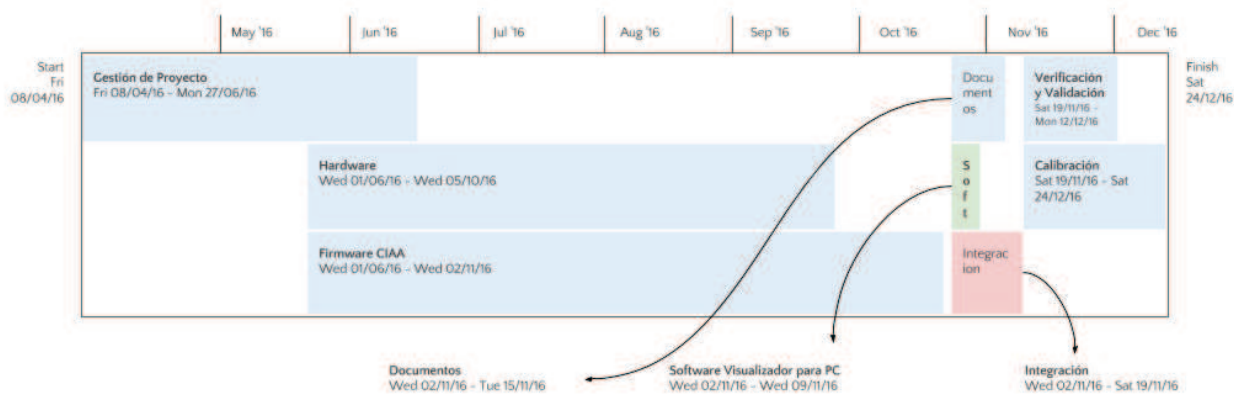 May '16
Jun '16
Jul '16
Aug '16
Sep '16
Oct '16
Nov '16
Dec '16
Start
Fri
08/04/16
Gestión de Proyecto
Fri 08/04/16 - Mon 27/06/16
Docu
ment
os
Verificación
y Validación
Sat 19/11/16 -
Mon 12/12/16
Finish
Sat
24/12/16
Hardware
Wed 01/06/16 - Wed 05/10/16
S
o
f
t
Calibración
Sat 19/11/16 - Sat
24/12/16
Firmware CIAA
Wed 01/06/16 - Wed 02/11/16
Integrac
ion
Documentos
Wed 02/11/16 - Tue 15/11/16
Software Visualizador para PC
Wed 02/11/16 - Wed 09/11/16
Integración
Wed 02/11/16 - Sat 19/11/16